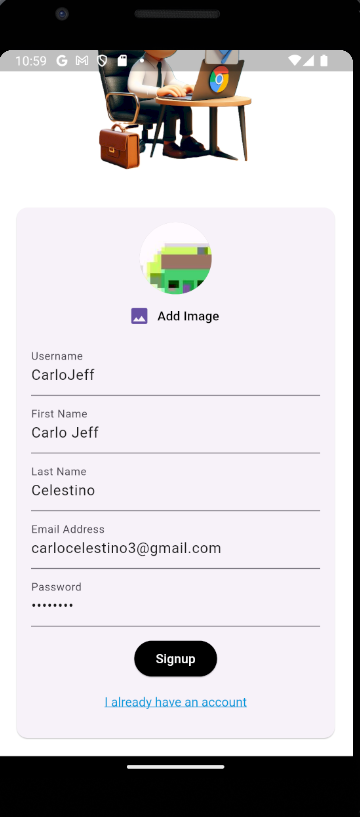 10:59
Add Image
Username
CarloJeff
First Name
Carlo Jeff
Last Name
Celestino
Email Address
carlocelestino3@gmail.com
Password
••••••••
Signup
I already have an account